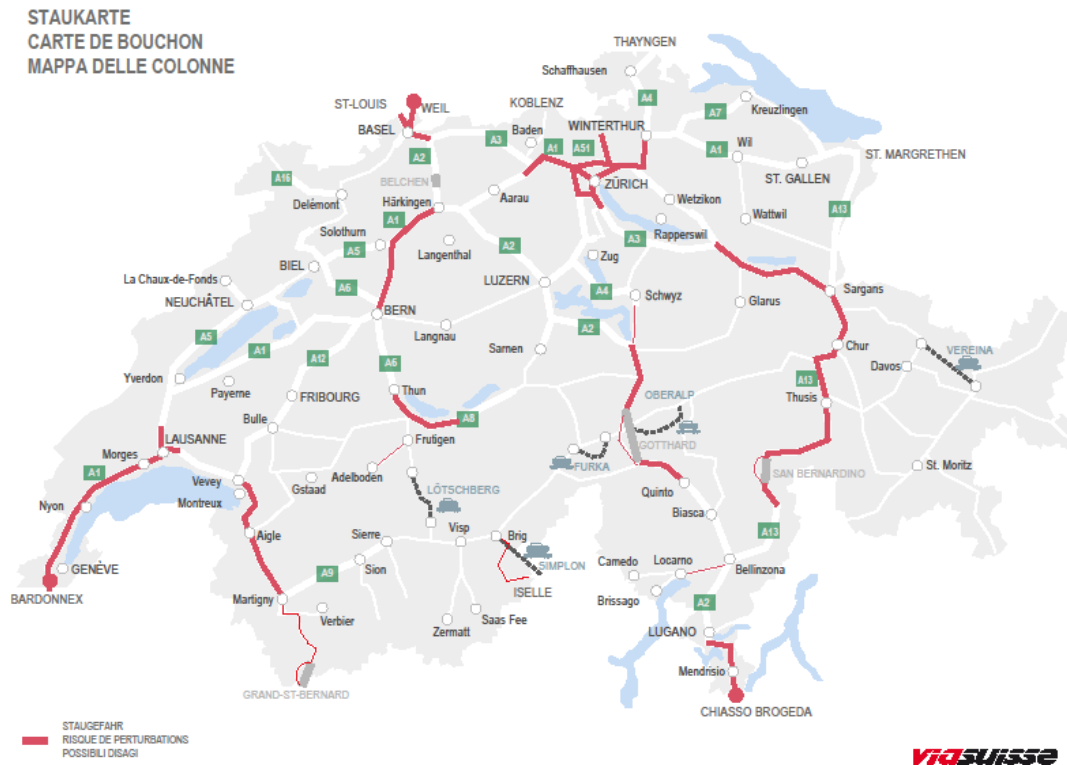 STAUKARTE
CARTE DE BOUCHON
MAPPA DELLE COLONNE
THAYNGEN
Schaffhausen
A4
A7
Kreuzlingen
ST-LOUIS
WEIL
KOBLENZ
BASEL
A3
Baden
A1
A51
WINTERTHUR
A1
Wil
ST. MARGRETHEN
A2
ST. GALLEN
A16
BELCHEN
ZÜRICH
Delémont
Härkingen
Aarau
Wetzikon
A13
A1
Rapperswil
Wattwil
Solothurn
A5
Langenthal
A2
A3
Zug
BIEL
La Chaux-de-Fonds
A6
LUZERN
A4
Schwyz
Sargans
NEUCHÂTEL
BERN
Glarus
A5
A1
A12
Langnau
A2
Sarnen
Chur
VEREINA
A6
Davos
Yverdon
Payerne
FRIBOURG
Thun
A13
OBERALP
Thusis
Bulle
A8
LAUSANNE
Frutigen
GOTTHARD
Morges
A1
Adelboden
FURKA
SAN BERNARDINO
St. Moritz
Vevey
Gstaad
LÖTSCHBERG
Quinto
Nyon
Montreux
Biasca
Aigle
Sierre
Visp
Brig
A13
GENÈVE
A9
Sion
SIMPLON
Camedo
Locarno
Bellinzona
BARDONNEX
Martigny
ISELLE
Brissago
A2
Verbier
Saas Fee
Zermatt
LUGANO
Mendrisio
GRAND-ST-BERNARD
CHIASSO BROGEDA
STAUGEFAHR
RISQUE DE PERTURBATIONS
POSSIBILI DISAGI
viasuisse